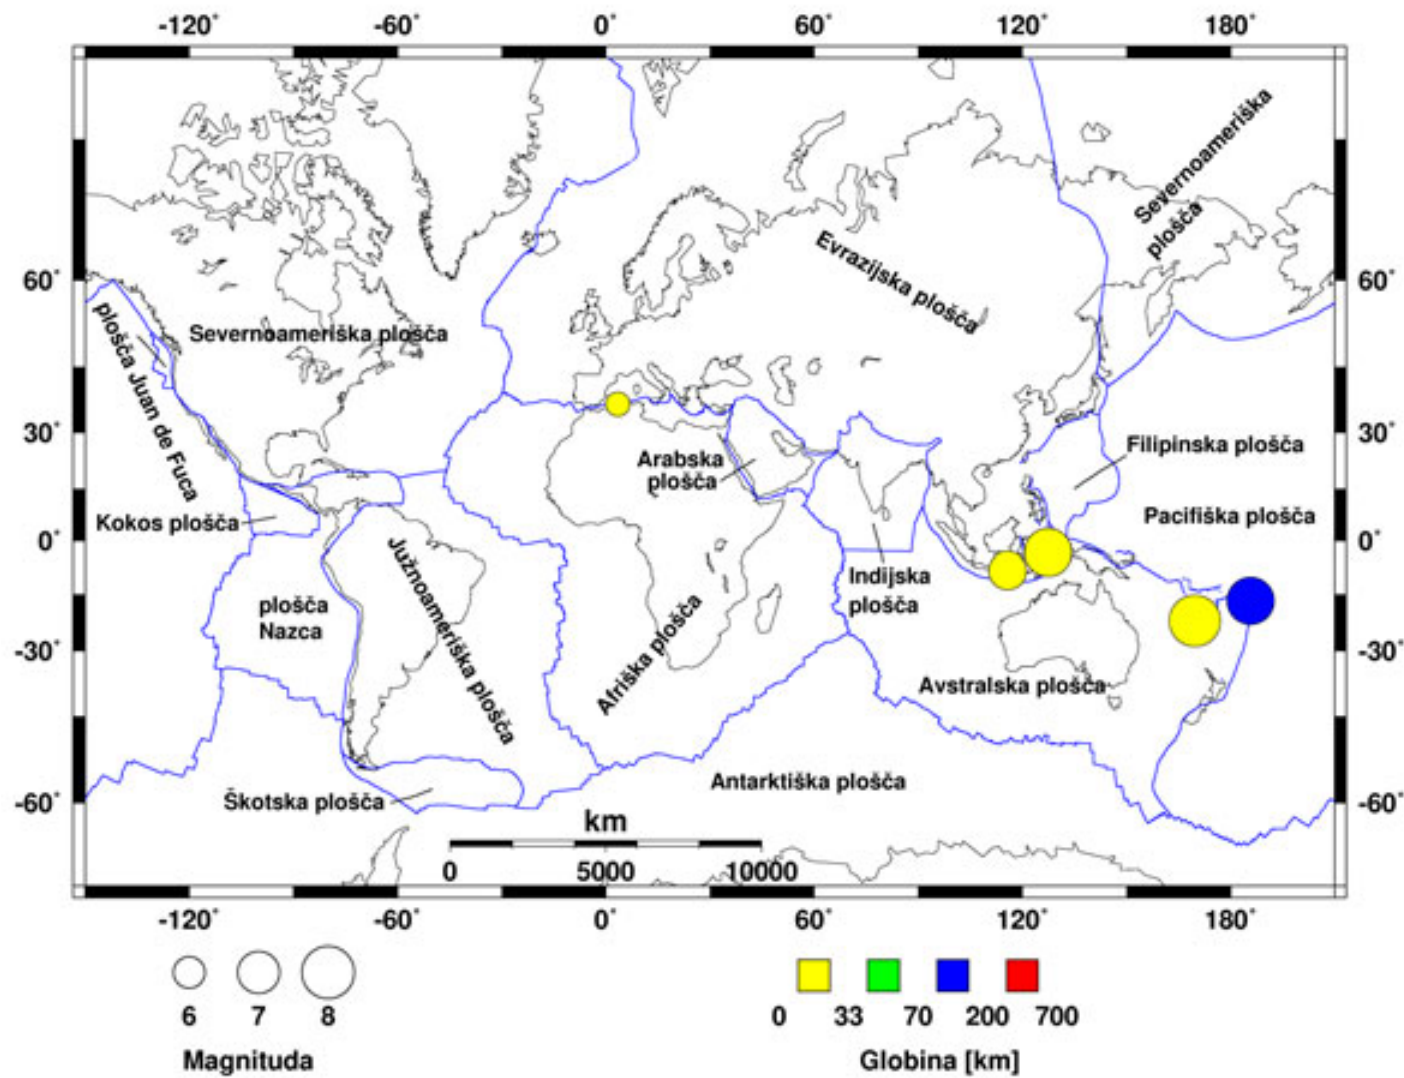 -120° -60° 0° 60° 120° 180°
Severnoameriška
plošča
Evrazijska plošča
60° 60°
Severnoameriška plošča
plošča Juan de Fuca
30° 30°
Filipinska plošča
Arabska
plošča
Kokos plošča
Pacifiška plošča
0° 0°
Južnoameriška plošča
Indijska
plošča
plošča
Nazca
Afriška plošča
-30° -30°
Avstralska plošča
Antarktiška plošča
Škotska plošča
-60° -60°
km
0 5000 10000
-120° -60° 0° 60° 120° 180°
6 7 8
0 33 70 200 700
Magnituda
Globina [km]